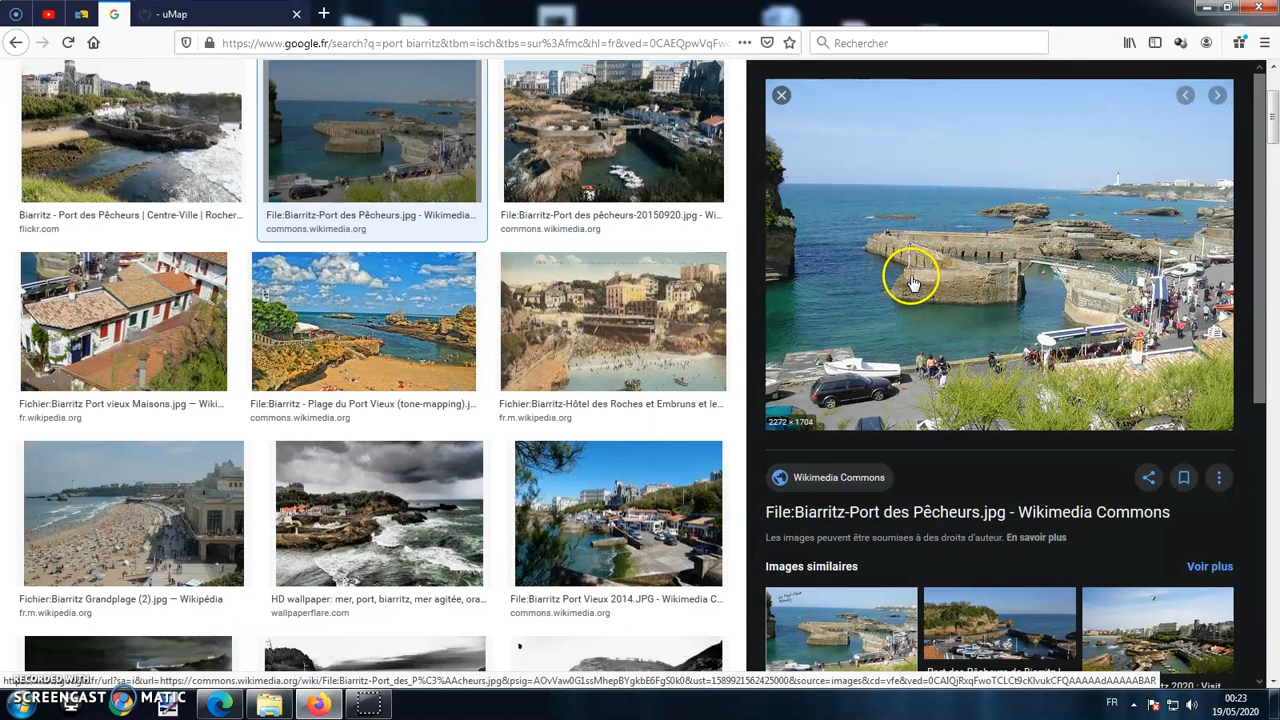 - uMap
https://www.google.fr/search?q=port biarritz&tbm=isch&tbs=sur%3Afmc&hl=fr&ved=0CAEQpwVqFw
Rechercher
Biarritz - Port des Pêcheurs | Centre-Ville | Rocher...
flickr.com
File:Biarritz-Port des Pêcheurs.jpg - Wikimedia...
commons.wikimedia.org
File:Biarritz-Port des pêcheurs-20150920.jpg - Wi...
commons.wikimedia.org
Fichier:Biarritz Port vieux Maisons.jpg — Wiki...
fr.wikipedia.org
File:Biarritz - Plage du Port Vieux (tone-mapping).j...
commons.wikimedia.org
Fichier:Biarritz-Hôtel des Roches et Embruns et le...
fr.m.wikipedia.org
Fichier:Biarritz Grandplage (2).jpg — Wikipédia
fr.m.wikipedia.org
HD wallpaper: mer, port, biarritz, mer agitée, ora...
wallpaperflare.com
File:Biarritz Port Vieux 2014.JPG - Wikimedia C...
commons.wikimedia.org
2272 × 1704
Wikimedia Commons
File:Biarritz-Port des Pêcheurs.jpg - Wikimedia Commons
Les images peuvent être soumises à des droits d'auteur. En savoir plus
Images similaires
Voir plus
RECORDED WITH
SCREENCAST MATIC
FR
00:23
19/05/2020